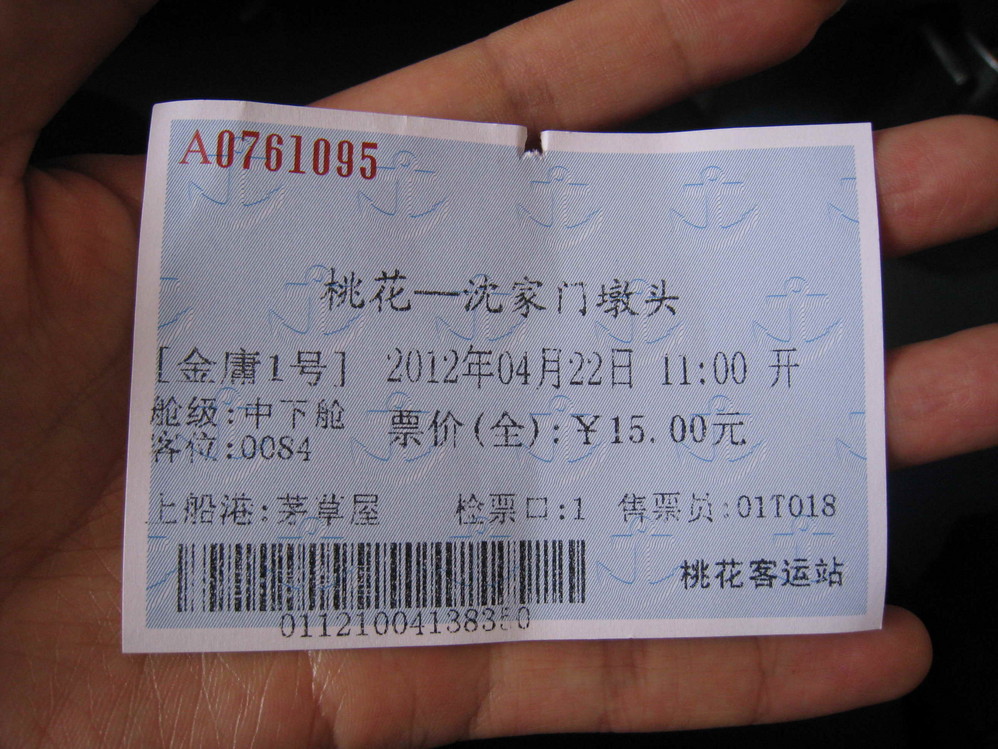 A0761095
桃花—沈家门墩头
[金庸1号] 2012年04月22日 11:00 开
舱级:中下舱 票价(全):￥15.00元
客位:0084
上船港:茅草屋 检票口:1 售票员:01T018
桃花客运站
01121004138350